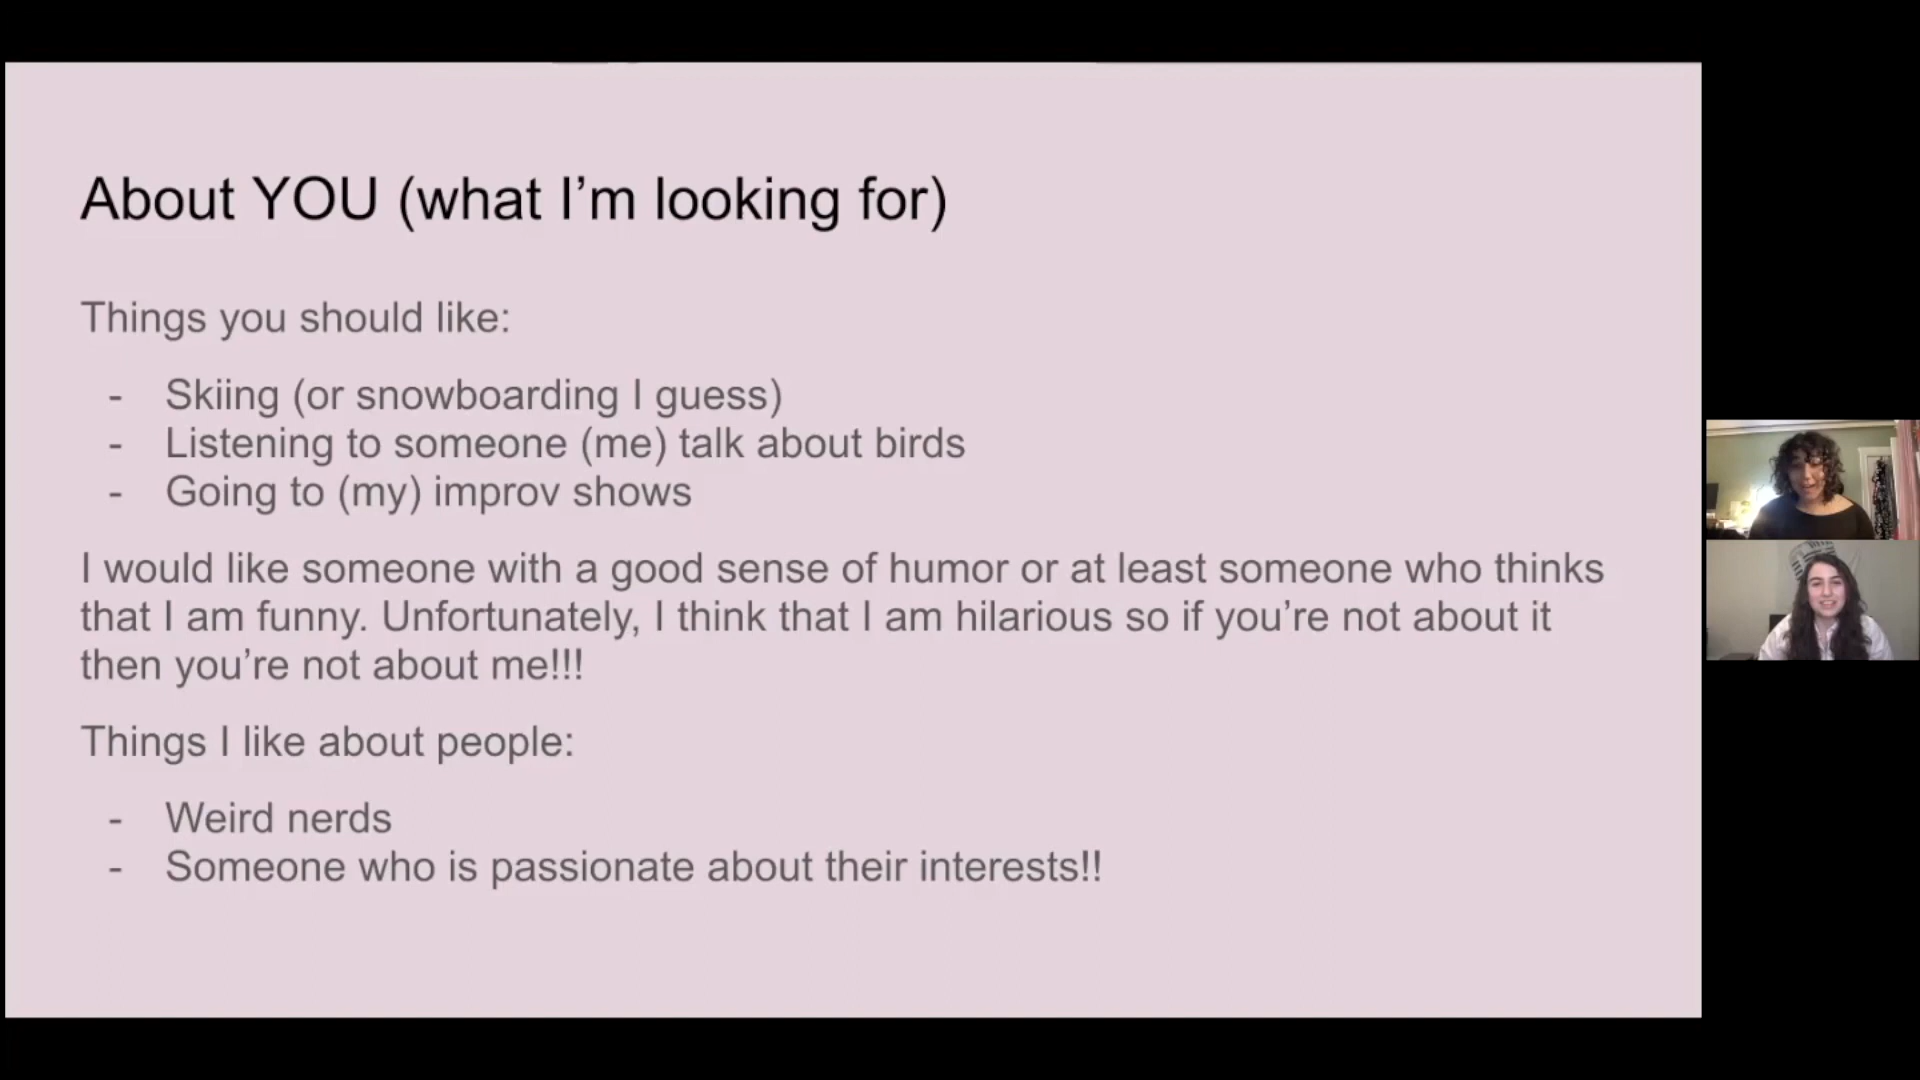 About YOU (what I’m looking for)
Things you should like:
- Skiing (or snowboarding I guess)
- Listening to someone (me) talk about birds
- Going to (my) improv shows
I would like someone with a good sense of humor or at least someone who thinks
that I am funny. Unfortunately, I think that I am hilarious so if you’re not about it
then you’re not about me!!!
Things I like about people:
- Weird nerds
- Someone who is passionate about their interests!!